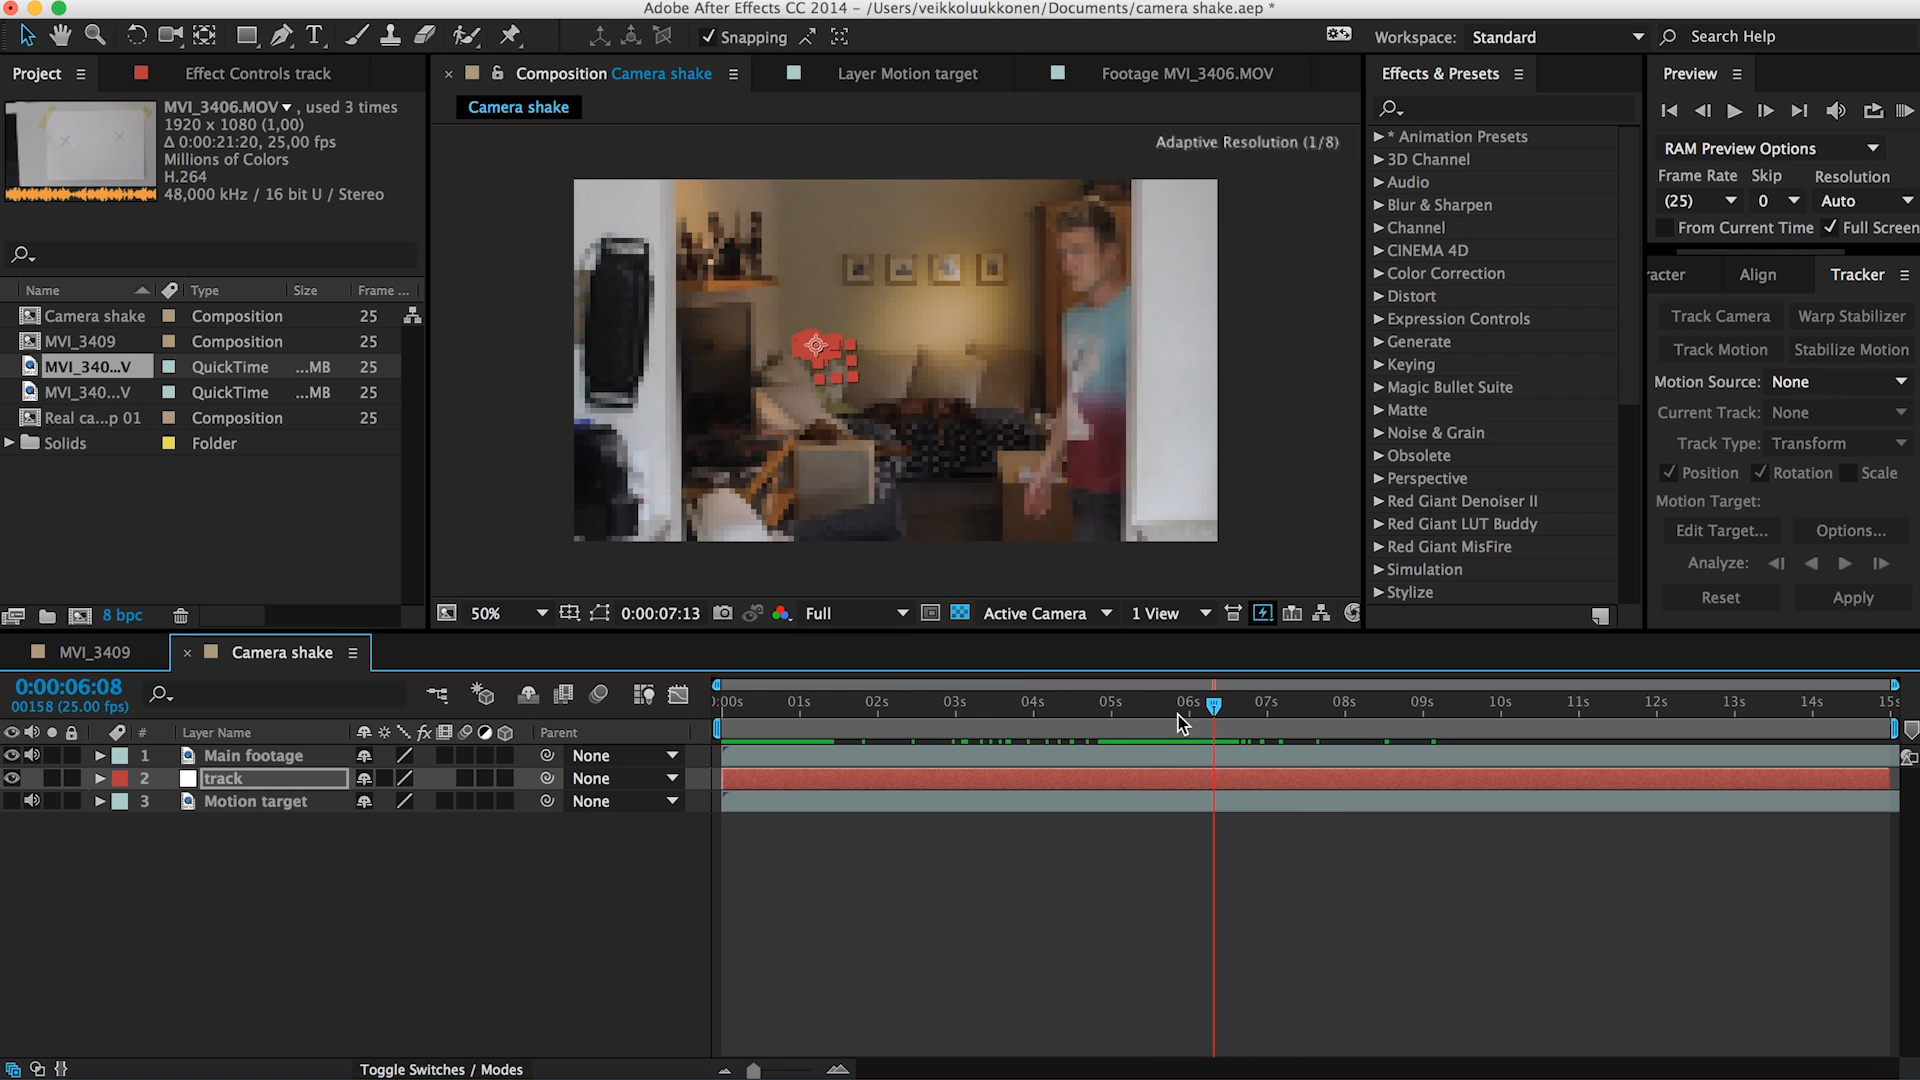 Adobe After Effects CC 2014 - /Users/veikkoluukkonen/Documents/camera shake.aep *
Snapping
Workspace: Standard
Search Help
Project
Effect Controls track
Composition Camera shake
Layer Motion target
Footage MVI_3406.MOV
Effects & Presets
Preview
MVI_3406.MOV , used 3 times
1920 x 1080 (1,00)
Δ 0:00:21:20, 25,00 fps
Millions of Colors
H.264
48,000 kHz / 16 bit U / Stereo
Camera shake
Adaptive Resolution (1/8)
Name Type Size Frame ...
Camera shake Composition 25
MVI_3409 Composition 25
MVI_340...V QuickTime ...MB 25
MVI_340...V QuickTime ...MB 25
Real ca...p 01 Composition 25
Solids Folder
8 bpc
50% 0:00:07:13 Full Active Camera 1 View
* Animation Presets
3D Channel
Audio
Blur & Sharpen
Channel
CINEMA 4D
Color Correction
Distort
Expression Controls
Generate
Keying
Magic Bullet Suite
Matte
Noise & Grain
Obsolete
Perspective
Red Giant Denoiser II
Red Giant LUT Buddy
Red Giant MisFire
Simulation
Stylize
RAM Preview Options
Frame Rate Skip Resolution
(25) 0 Auto
From Current Time Full Screen
racter Align Tracker
Track Camera Warp Stabilizer
Track Motion Stabilize Motion
Motion Source: None
Current Track: None
Track Type: Transform
Position Rotation Scale
Motion Target:
Edit Target... Options...
Analyze:
Reset Apply
MVI_3409
Camera shake
0:00:06:08
00158 (25.00 fps)
):00s 01s 02s 03s 04s 05s 06s 07s 08s 09s 10s 11s 12s 13s 14s 15s
# Layer Name fx Parent
1 Main footage None
2 track None
3 Motion target None
Toggle Switches / Modes